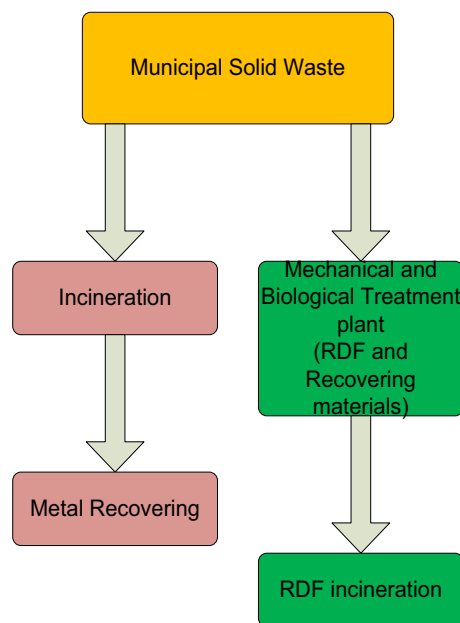 Municipal Solid Waste
Incineration
Mechanical and
Biological Treatment
plant
(RDF and
Recovering
materials)
Metal Recovering
RDF incineration